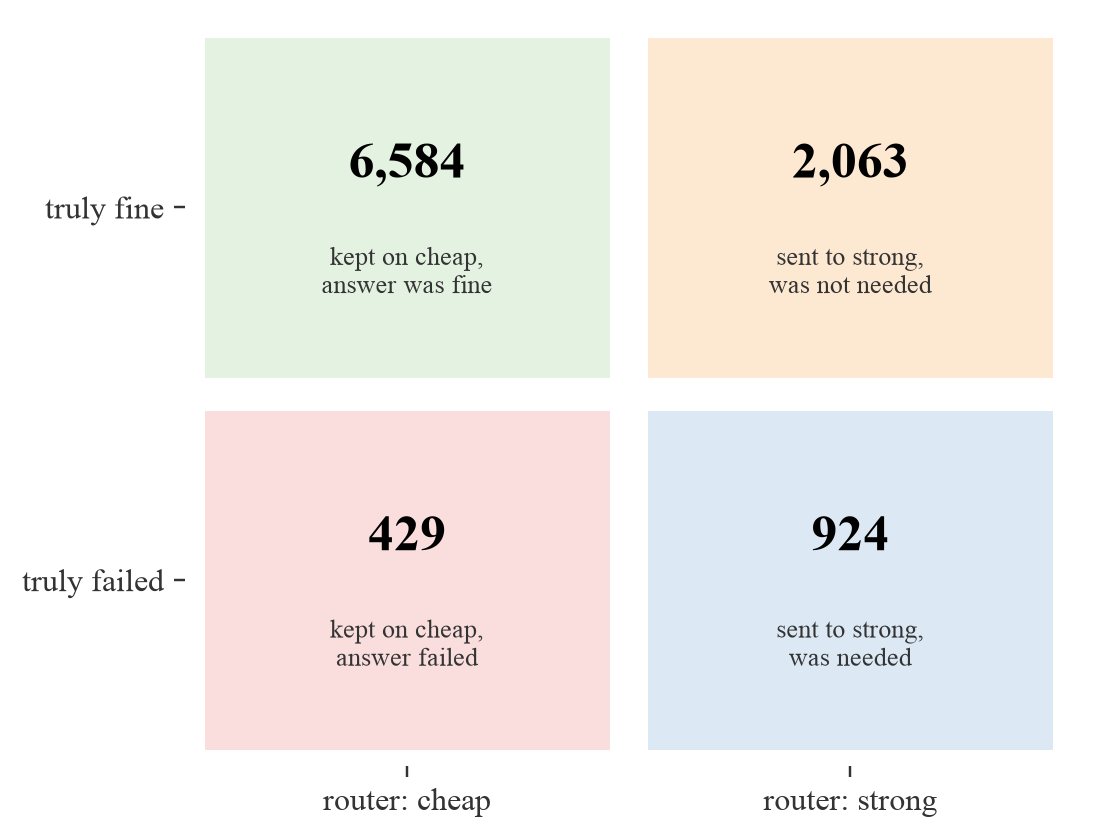 6,584
2,063
truly fine
kept on cheap,
answer was fine
sent to strong,
was not needed
429
924
truly failed
kept on cheap,
answer failed
sent to strong,
was needed
router: cheap
router: strong